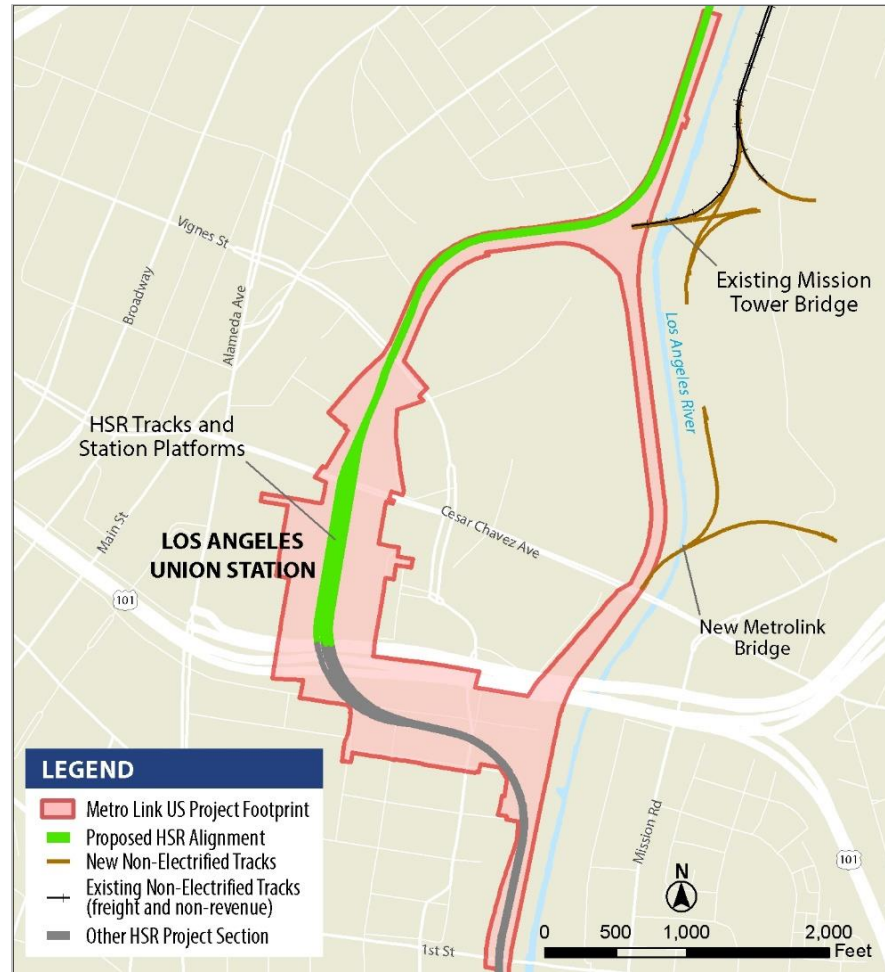 Vignes St
Broadway
Alameda Ave
Existing Mission
Tower Bridge
Los Angeles River
HSR Tracks and
Station Platforms
Main St
LOS ANGELES
UNION STATION
Cesar Chavez Ave
101
New Metrolink
Bridge
LEGEND
Metro Link US Project Footprint
Proposed HSR Alignment
New Non-Electrified Tracks
Existing Non-Electrified Tracks
(freight and non-revenue)
Other HSR Project Section
Mission Rd
101
1st St
N
0 500 1,000 2,000
Feet